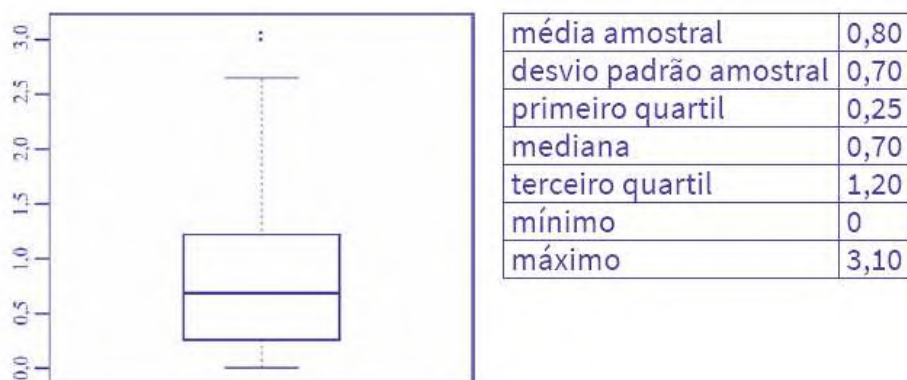 3,0
2,5
2,0
1,5
1,0
0,5
0,0
média amostral 0,80
desvio padrão amostral 0,70
primeiro quartil 0,25
mediana 0,70
terceiro quartil 1,20
mínimo 0
máximo 3,10